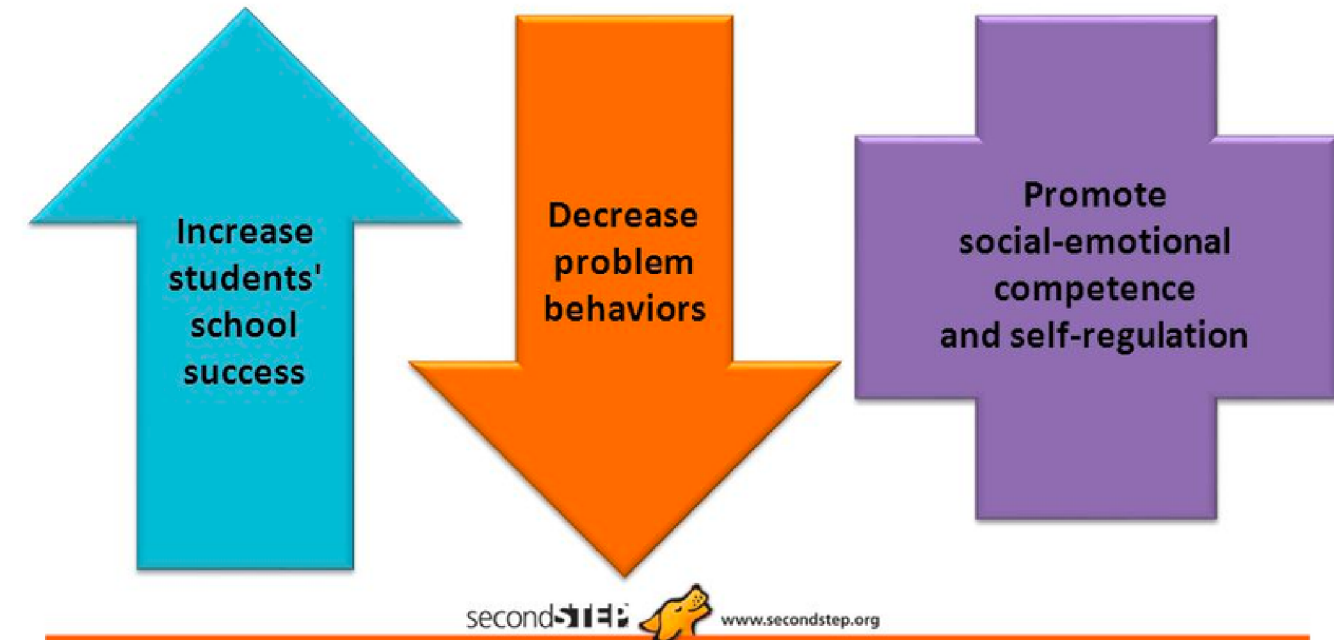 Increase
students'
school
success
Decrease
problem
behaviors
Promote
social-emotional
competence
and self-regulation
secondSTEP
www.secondstep.org